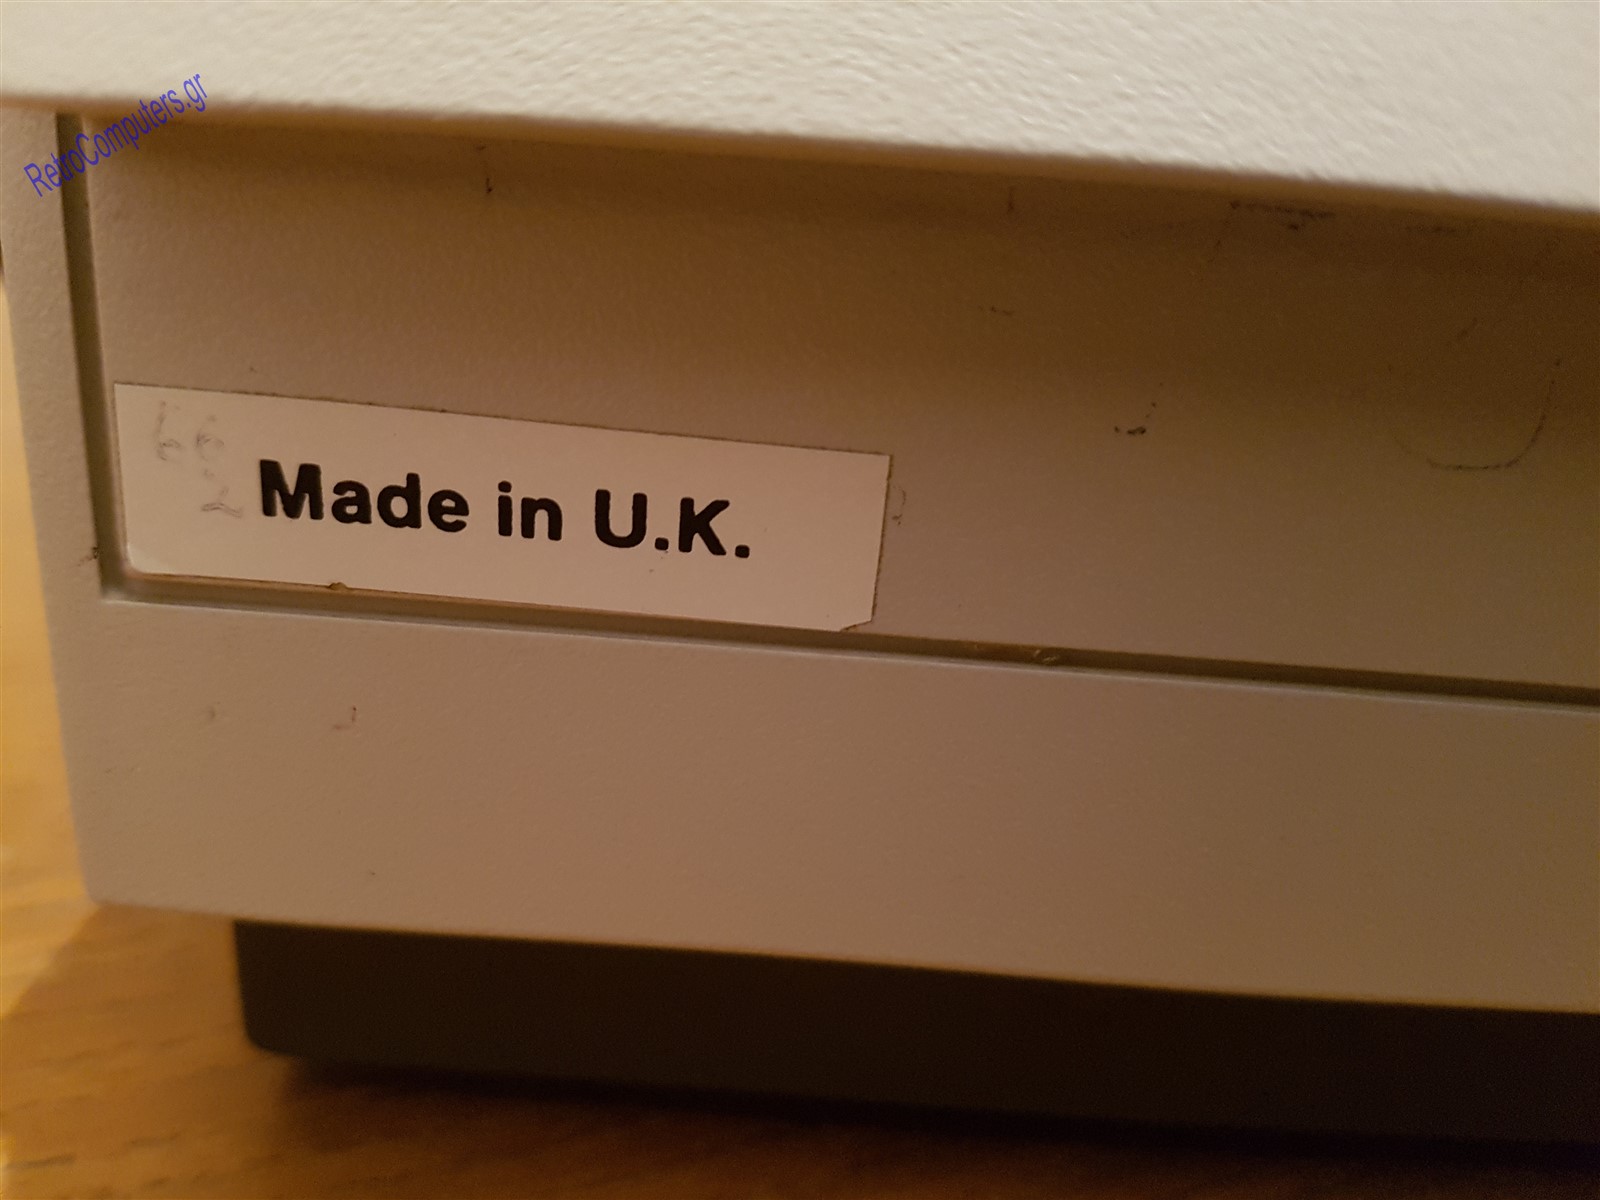 RetroComputers.gr
Made in U.K.